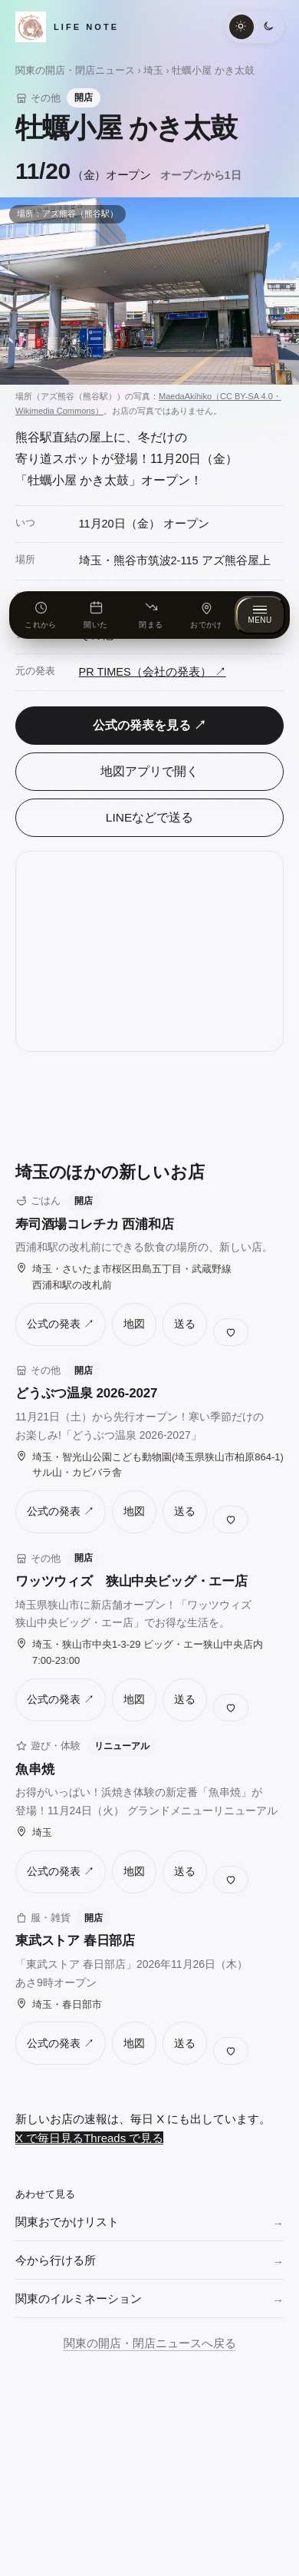 LIFE NOTE
関東の開店・閉店ニュース › 埼玉 › 牡蠣小屋 かき太鼓
その他 開店
牡蠣小屋 かき太鼓
11/20（金）オープン オープンから1日
場所：アズ熊谷（熊谷駅）
場所（アズ熊谷（熊谷駅））の写真：MaedaAkihiko（CC BY-SA 4.0・
Wikimedia Commons）。お店の写真ではありません。
熊谷駅直結の屋上に、冬だけの
寄り道スポットが登場！11月20日（金）
「牡蠣小屋 かき太鼓」オープン！
いつ 11月20日（金） オープン
場所 埼玉・熊谷市筑波2-115 アズ熊谷屋上
これから 開いた 閉まる おでかけ MENU
元の発表 PR TIMES（会社の発表） ↗
公式の発表を見る ↗
地図アプリで開く
LINEなどで送る
埼玉のほかの新しいお店
ごはん 開店
寿司酒場コレチカ 西浦和店
西浦和駅の改札前にできる飲食の場所の、新しい店。
埼玉・さいたま市桜区田島五丁目・武蔵野線
西浦和駅の改札前
公式の発表 ↗ 地図 送る
その他 開店
どうぶつ温泉 2026-2027
11月21日（土）から先行オープン！寒い季節だけの
お楽しみ!「どうぶつ温泉 2026-2027」
埼玉・智光山公園こども動物園(埼玉県狭山市柏原864-1)
サル山・カピバラ舎
公式の発表 ↗ 地図 送る
その他 開店
ワッツウィズ　狭山中央ビッグ・エー店
埼玉県狭山市に新店舗オープン！「ワッツウィズ
狭山中央ビッグ・エー店」でお得な生活を。
埼玉・狭山市中央1-3-29 ビッグ・エー狭山中央店内
7:00-23:00
公式の発表 ↗ 地図 送る
遊び・体験 リニューアル
魚串焼
お得がいっぱい！浜焼き体験の新定番「魚串焼」が
登場！11月24日（火） グランドメニューリニューアル
埼玉
公式の発表 ↗ 地図 送る
服・雑貨 開店
東武ストア 春日部店
「東武ストア 春日部店」2026年11月26日（木）
あさ9時オープン
埼玉・春日部市
公式の発表 ↗ 地図 送る
新しいお店の速報は、毎日 X にも出しています。
X で毎日見るThreads で見る
あわせて見る
関東おでかけリスト →
今から行ける所 →
関東のイルミネーション →
関東の開店・閉店ニュースへ戻る